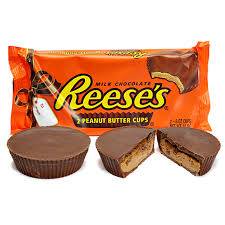 MILK CHOCOLATE
Reese's
2 PEANUT BUTTER CUPS